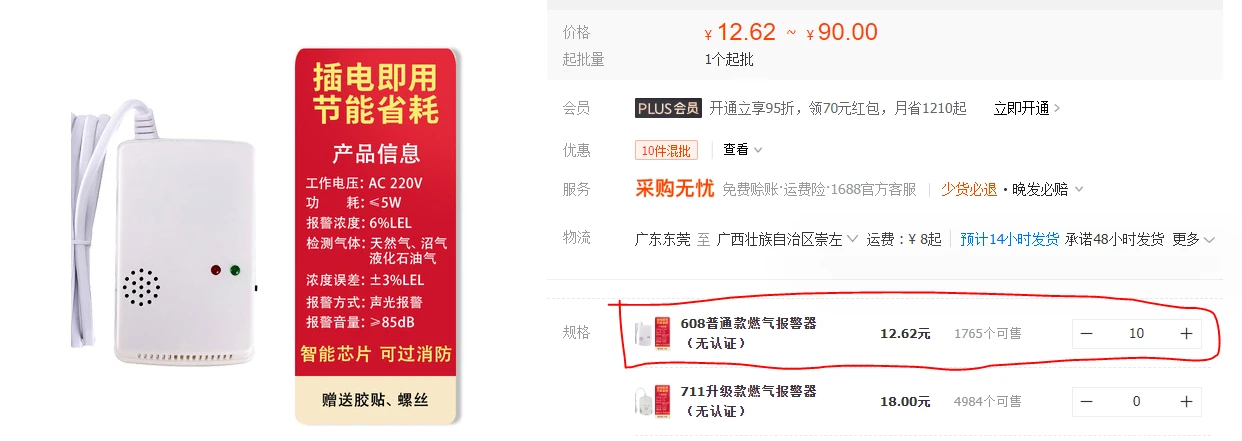 插电即用
节能省耗
产品信息
工作电压: AC 220V
功 耗: ≤5W
报警浓度: 6%LEL
检测气体: 天然气、沼气
液化石油气
浓度误差: ±3%LEL
报警方式: 声光报警
报警音量: ≥85dB
智能芯片 可过消防
赠送胶贴、螺丝
价格 ¥ 12.62 ~ ¥ 90.00
起批量 1个起批
会员 PLUS会员 开通立享95折，领70元红包，月省1210起 立即开通
优惠 10件混批 查看
服务 采购无忧 免费赊账·运费险·1688官方客服 少货必退·晚发必赔
物流 广东东莞 至 广西壮族自治区崇左 运费：¥ 8起 预计14小时发货 承诺48小时发货 更多
规格 608普通款燃气报警器 12.62元 1765个可售 − 10 +
（无认证）
711升级款燃气报警器 18.00元 4984个可售 − 0 +
（无认证）